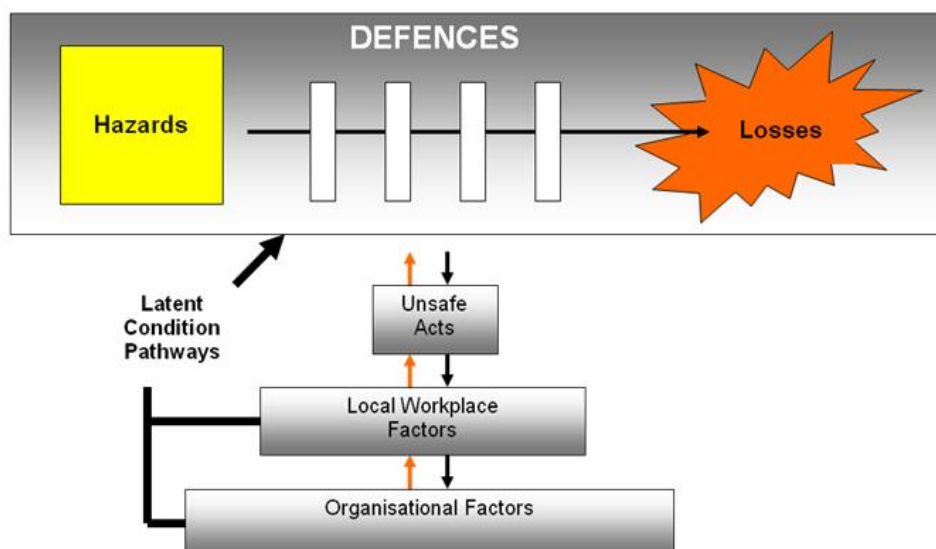 DEFENCES
Hazards
Losses
Latent
Condition
Pathways
Unsafe
Acts
Local Workplace
Factors
Organisational Factors